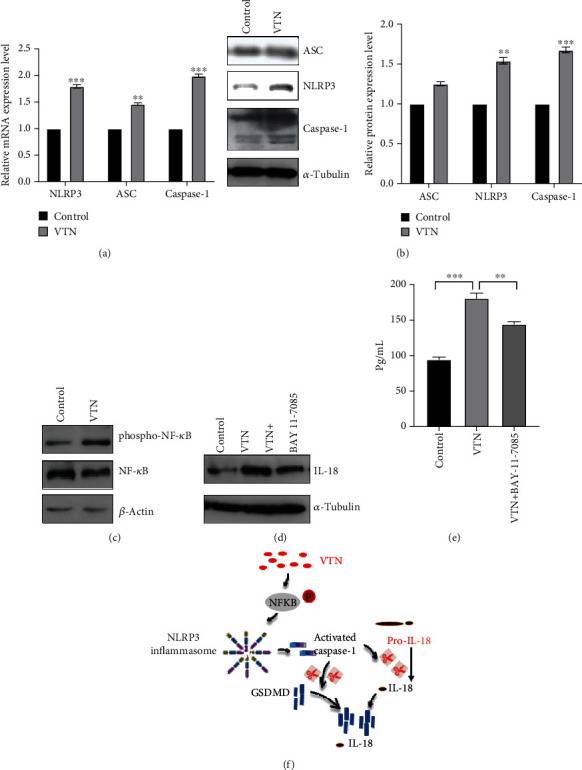 Relative mRNA expression level
2.5
2.0
1.5
1.0
0.5
0.0
***
**
***
NLRP3 ASC Caspase-1
Control
VTN
(a)
Control VTN
ASC
NLRP3
Caspase-1
α-Tubulin
Relative protein expression level
2.0
1.5
1.0
0.5
0.0
**
***
ASC NLRP3 Caspase-1
Control
VTN
(b)
Control VTN
phospho-NF-κB
NF-κB
β-Actin
(c)
Control VTN VTN+ BAY 11-7085
IL-18
α-Tubulin
(d)
Pg/mL
200
150
100
50
0
*** **
Control VTN VTN+BAY-11-7085
(e)
VTN
NFKB
NLRP3
inflammasome
Activated
caspase-1
Pro-IL-18
GSDMD
IL-18
IL-18
(f)